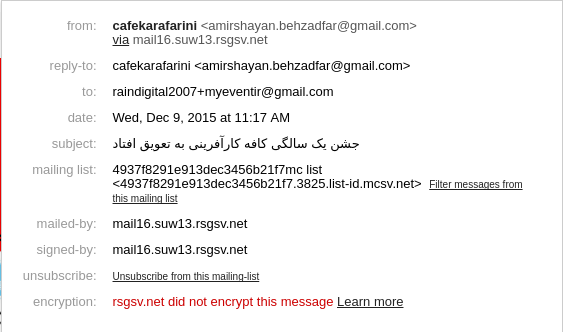 from: cafekarafarini <amirshayan.behzadfar@gmail.com>
via mail16.suw13.rsgsv.net
reply-to: cafekarafarini <amirshayan.behzadfar@gmail.com>
to: raindigital2007+myeventir@gmail.com
date: Wed, Dec 9, 2015 at 11:17 AM
subject: جشن یک سالگی کافه کارآفرینی به تعویق افتاد
mailing list: 4937f8291e913dec3456b21f7mc list
<4937f8291e913dec3456b21f7.3825.list-id.mcsv.net> Filter messages from
this mailing list
mailed-by: mail16.suw13.rsgsv.net
signed-by: mail16.suw13.rsgsv.net
unsubscribe: Unsubscribe from this mailing-list
encryption: rsgsv.net did not encrypt this message Learn more